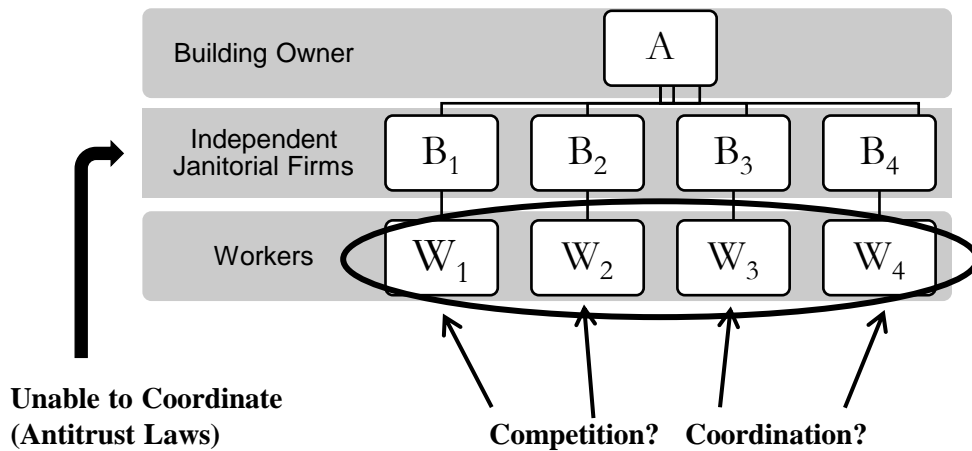 Building Owner
A
Independent
Janitorial Firms
B₁ B₂ B₃ B₄
Workers
W₁ W₂ W₃ W₄
Unable to Coordinate
(Antitrust Laws)
Competition? Coordination?